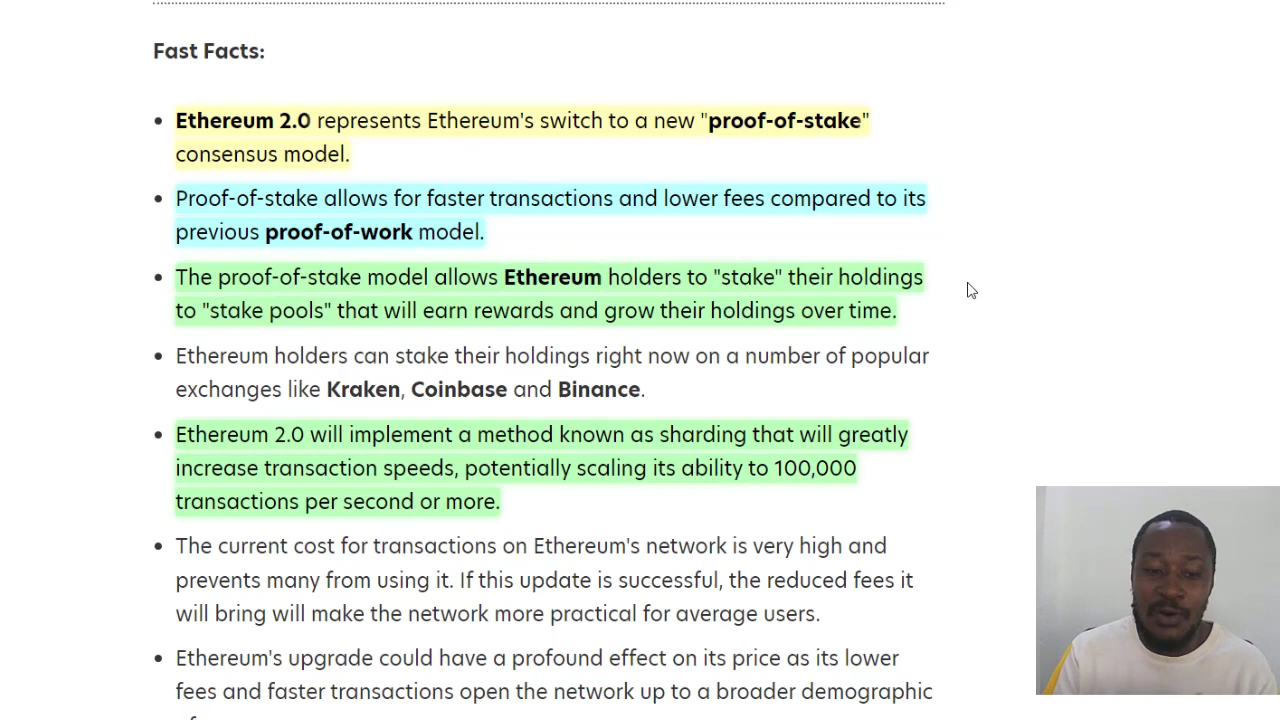 Fast Facts:
Ethereum 2.0 represents Ethereum's switch to a new "proof-of-stake"
consensus model.
Proof-of-stake allows for faster transactions and lower fees compared to its
previous proof-of-work model.
The proof-of-stake model allows Ethereum holders to "stake" their holdings
to "stake pools" that will earn rewards and grow their holdings over time.
Ethereum holders can stake their holdings right now on a number of popular
exchanges like Kraken, Coinbase and Binance.
Ethereum 2.0 will implement a method known as sharding that will greatly
increase transaction speeds, potentially scaling its ability to 100,000
transactions per second or more.
The current cost for transactions on Ethereum's network is very high and
prevents many from using it. If this update is successful, the reduced fees it
will bring will make the network more practical for average users.
Ethereum's upgrade could have a profound effect on its price as its lower
fees and faster transactions open the network up to a broader demographic